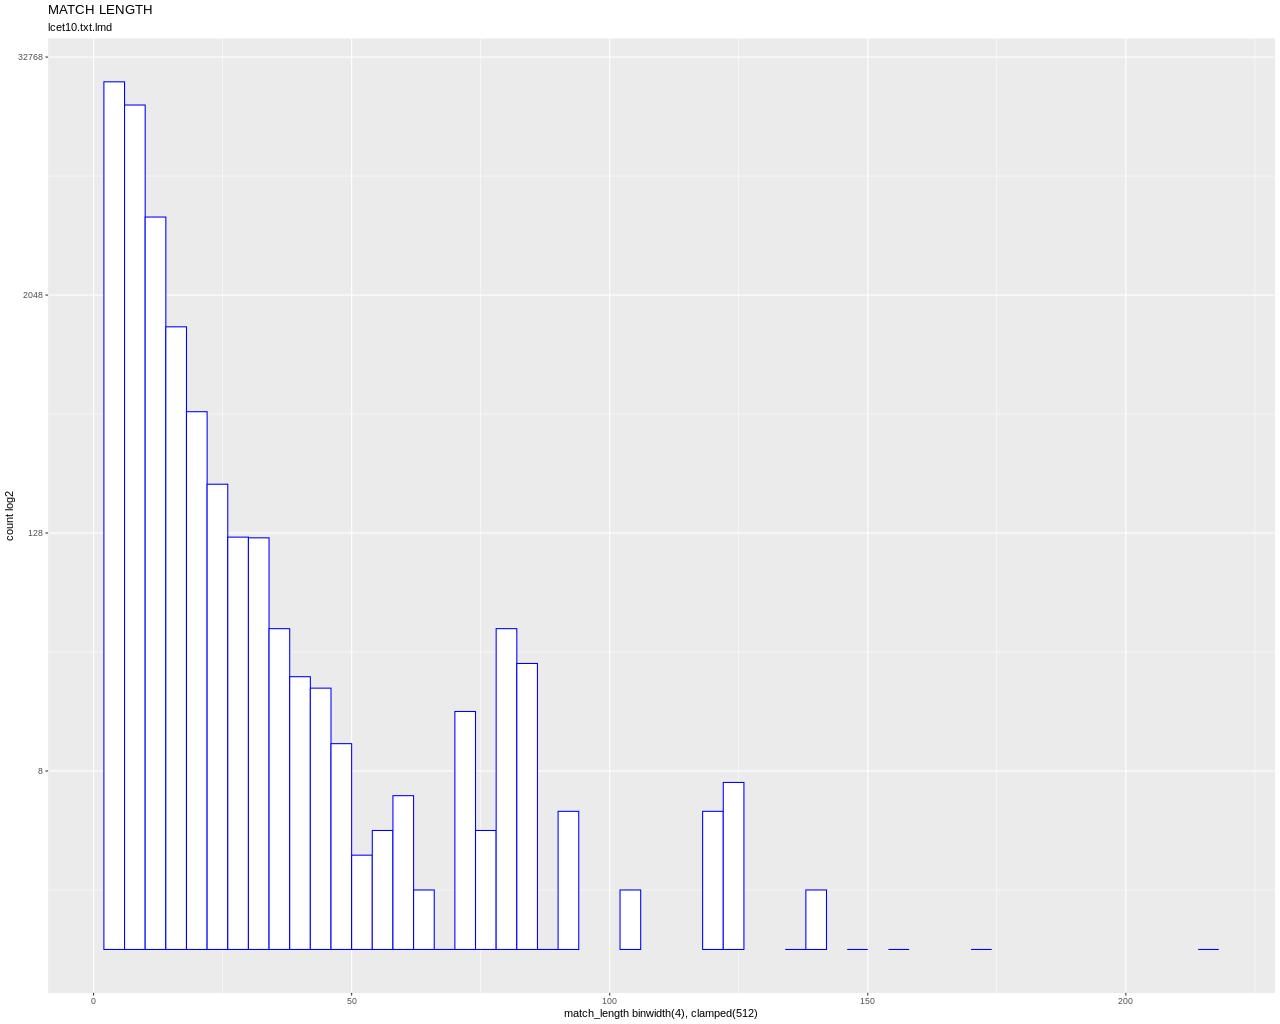 MATCH LENGTH
lcet10.txt.lmd
32768
2048
128
8
count log2
0
50
100
150
200
match_length binwidth(4), clamped(512)